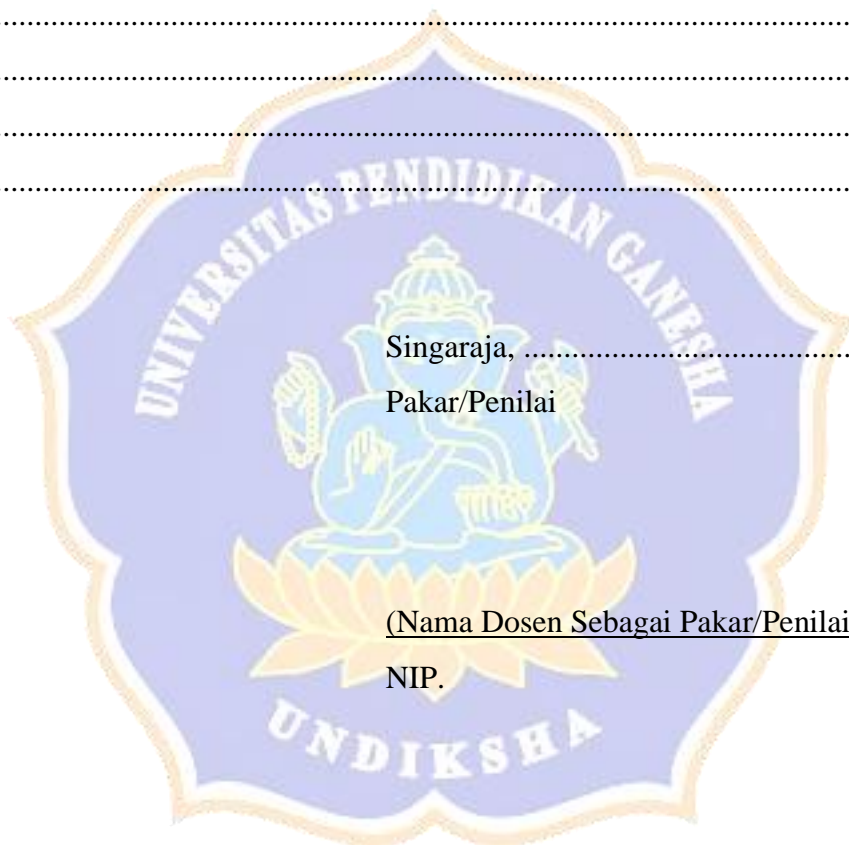 ....................................................................................................................
....................................................................................................................
....................................................................................................................
....................................................................................................................
UNIVERSITAS PENDIDIKAN GANESHA
Singaraja, ..........................................
Pakar/Penilai
(Nama Dosen Sebagai Pakar/Penilai
NIP.
UNDIKSHA